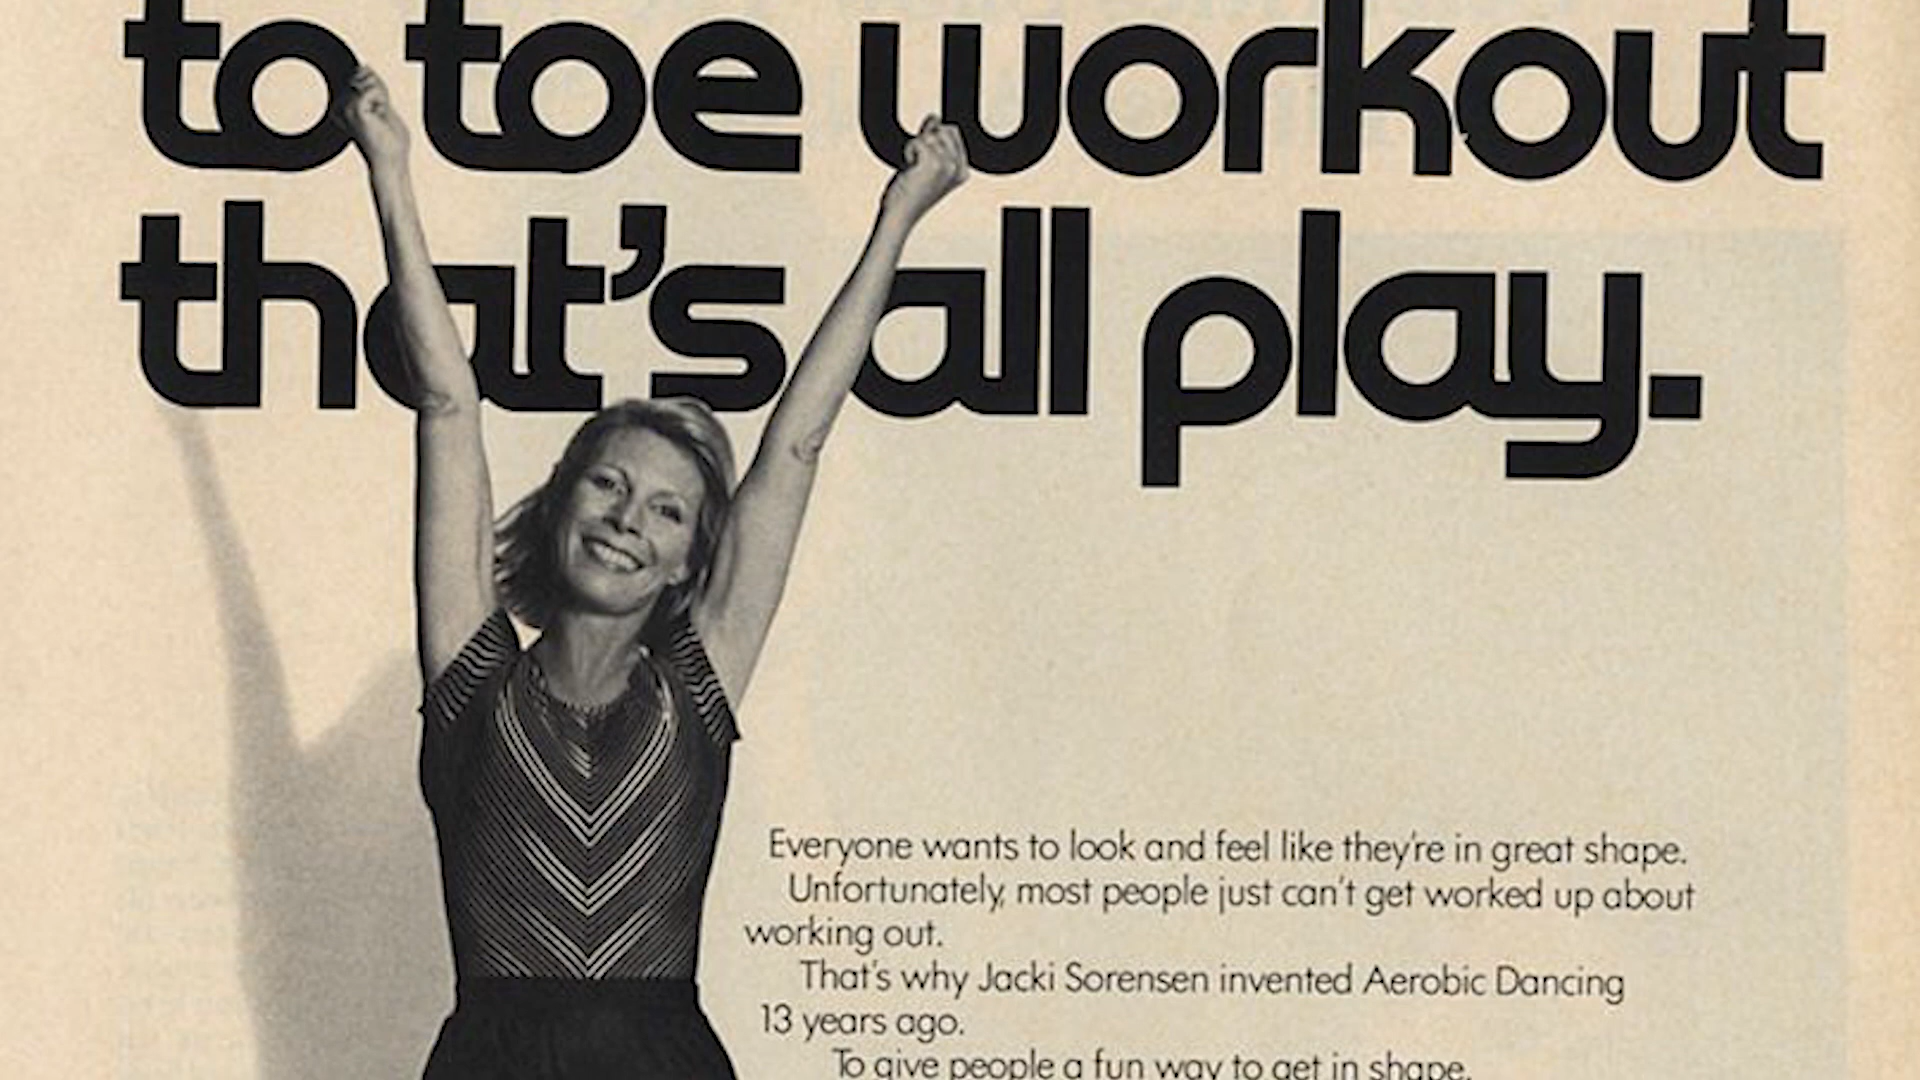 to toe workout
that's all play.
Everyone wants to look and feel like they're in great shape.
Unfortunately, most people just can't get worked up about
working out.
That's why Jacki Sorensen invented Aerobic Dancing
13 years ago.
To give people a fun way to get in shape.